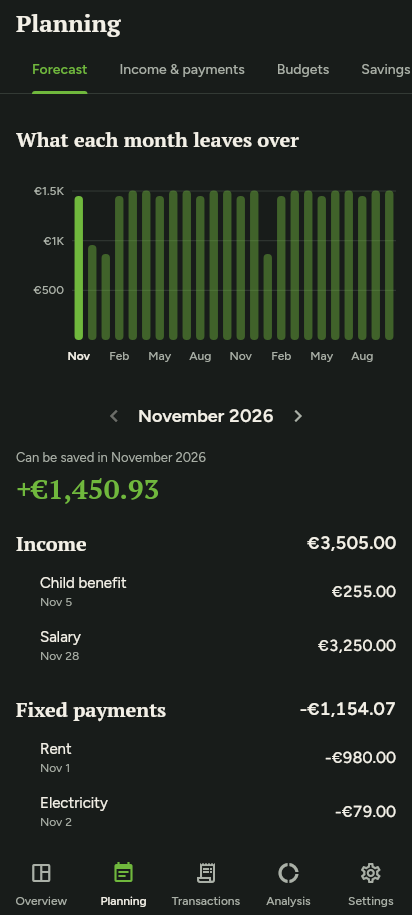 Planning
Forecast Income & payments Budgets Savings
What each month leaves over
€1.5K
€1K
€500
Nov Feb May Aug Nov Feb May Aug
November 2026
Can be saved in November 2026
+€1,450.93
Income €3,505.00
Child benefit €255.00
Nov 5
Salary €3,250.00
Nov 28
Fixed payments -€1,154.07
Rent -€980.00
Nov 1
Electricity -€79.00
Nov 2
Overview Planning Transactions Analysis Settings